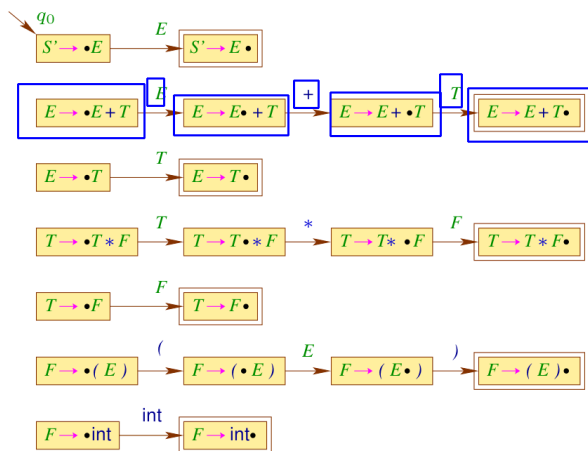 q₀
E
S' → •E S' → E•
E + T
E → •E + T E → E• + T E → E + •T E → E + T•
T
E → •T E → T•
T * F
T → •T * F T → T• * F T → T * •F T → T * F•
F
T → •F T → F•
( E )
F → •( E ) F → (•E ) F → ( E• ) F → ( E )•
int
F → •int F → int•